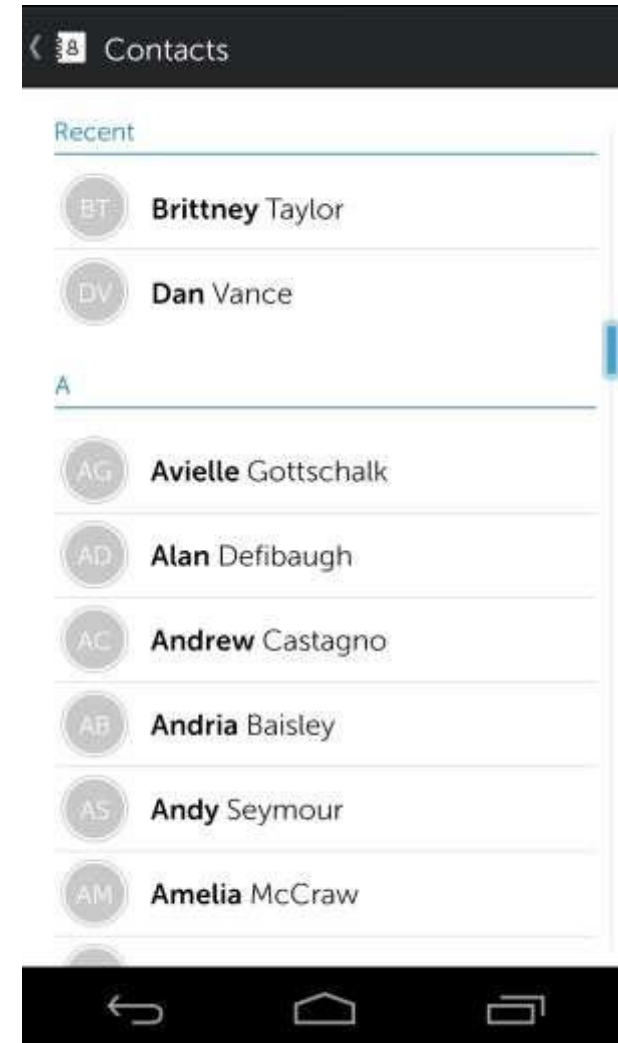 Contacts
Recent
BT Brittney Taylor
DV Dan Vance
A
AG Avielle Gottschalk
AD Alan Defibaugh
AC Andrew Castagno
AB Andria Baisley
AS Andy Seymour
AM Amelia McCraw